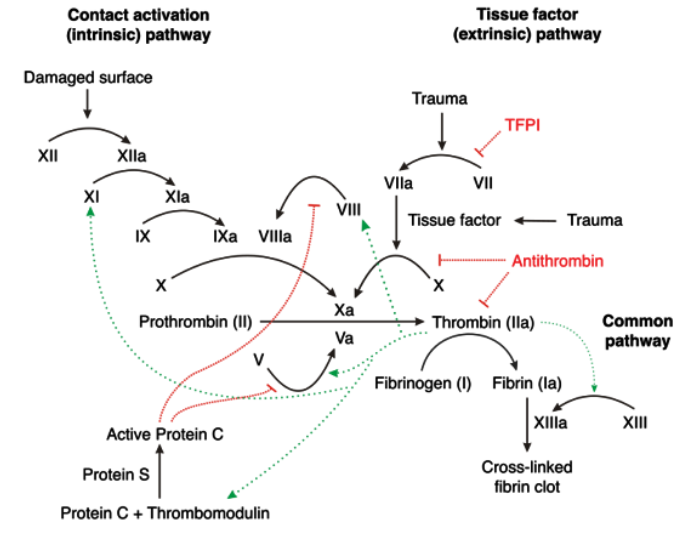 Contact activation
(intrinsic) pathway
Tissue factor
(extrinsic) pathway
Damaged surface
Trauma
TFPI
XII
XIIa
VIIa
VII
XI
XIa
VIII
Tissue factor
Trauma
IX
IXa
VIIIa
Antithrombin
X
X
Xa
Prothrombin (II)
Thrombin (IIa)
Common
pathway
Va
V
Fibrinogen (I)
Fibrin (Ia)
XIIIa
XIII
Active Protein C
Cross-linked
fibrin clot
Protein S
Protein C + Thrombomodulin